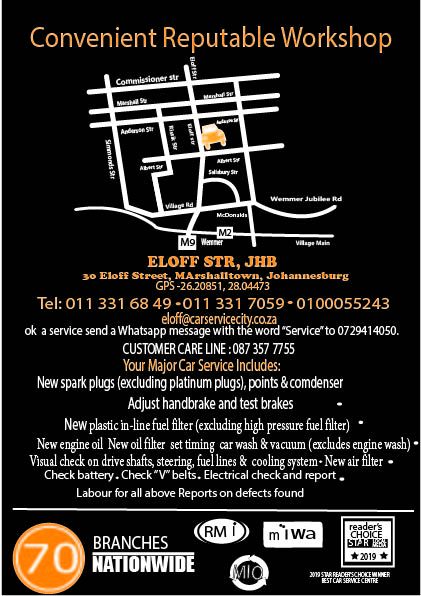 Convenient Reputable Workshop
Commissioner str
Eloff Str
Marshall Str
Marshall Str
Anderson Str
Anderson Str
Simmonds Str
Eloff str
Albert Str
Albert Str
Salisbury Str
Village Rd
Wemmer Jubilee Rd
McDonalds
M2
M9
Wemmer
Village Main
ELOFF STR, JHB
30 Eloff Street, MArshalltown, Johannesburg
GPS -26.20851, 28.04473
Tel: 011 331 68 49 • 011 331 7059 • 0100055243
eloff@carservicecity.co.za
ok a service send a Whatsapp message with the word “Service” to 0729414050.
CUSTOMER CARE LINE : 087 357 7755
Your Major Car Service Includes:
New spark plugs (excluding platinum plugs), points & comdenser
Adjust handbrake and test brakes •
New plastic in-line fuel filter (excluding high pressure fuel filter) •
New engine oil New oil filter set timing car wash & vacuum (excludes engine wash) •
Visual check on drive shafts, steering, fuel lines & cooling system • New air filter •
Check battery . Check “V” belts . Electrical check and report .
Labour for all above Reports on defects found
70 BRANCHES
NATIONWIDE
RM i
m iwa
MIO
reader's
CHOICE
STAR
★ 2019 ★
2019 STAR READER'S CHOICE WINNER
BEST CAR SERVICE CENTRE